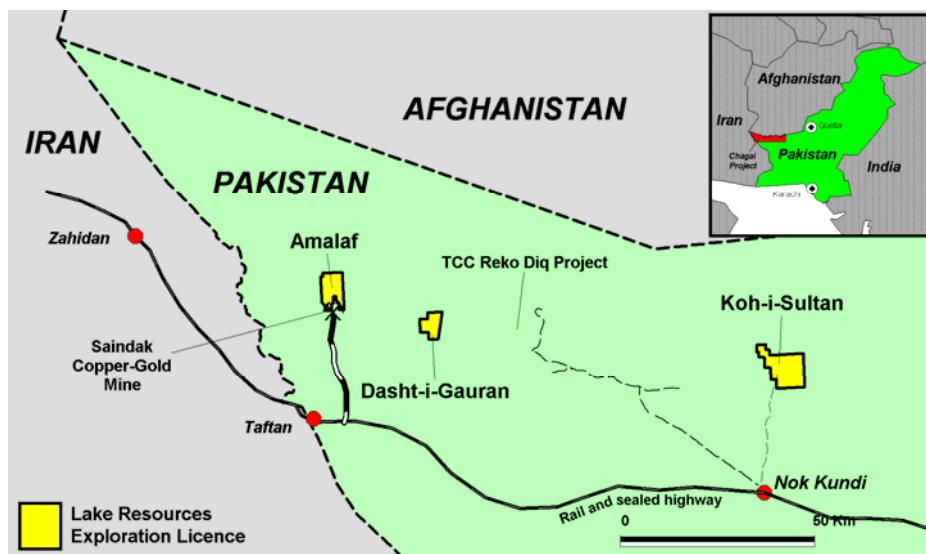 AFGHANISTAN
IRAN
PAKISTAN
Zahidan
Amalaf
TCC Reko Diq Project
Koh-i-Sultan
Saindak
Copper-Gold
Mine
Dasht-i-Gauran
Taftan
Nok Kundi
Rail and sealed highway
0 50 Km
Lake Resources
Exploration Licence
Afghanistan
Iran
Quetta
Chagai
Project
Pakistan
India
Karachi